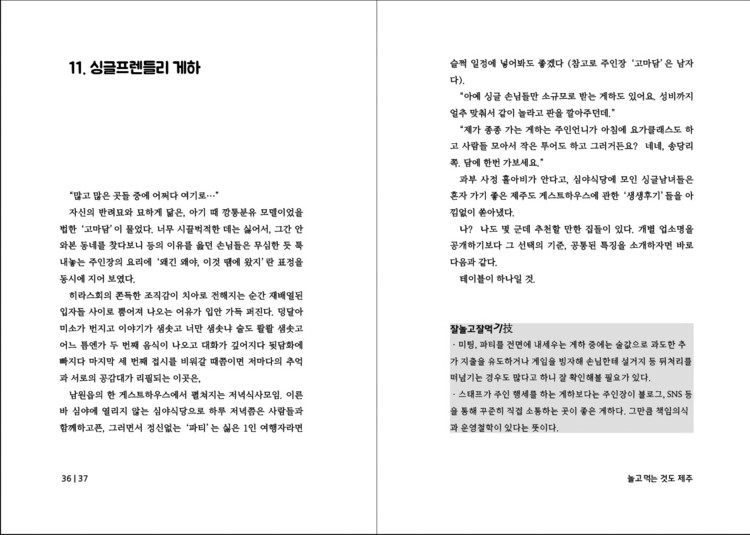 11. 싱글프렌들리 게하
“많고 많은 곳들 중에 어쩌다 여기로…”
자신의 반려묘와 묘하게 닮은, 아기 때 깡통분유 모델이었을
법한 ‘고마담’이 물었다. 너무 시끌벅적한 데는 싫어서, 그간 안
와본 동네를 찾다보니 등의 이유를 읊던 손님들은 무심한 듯 툭
내놓는 주인장의 요리에 ‘왜긴 왜야, 이것 땜에 왔지’란 표정을
동시에 지어 보였다.
히라스회의 쫀득한 조직감이 치아로 전해지는 순간 재배열된
입자들 사이로 뿜어져 나오는 어유가 입안 가득 퍼진다. 덩달아
미소가 번지고 이야기가 샘솟고 너만 샘솟냐 술도 콸콸 샘솟고
어느 틈엔가 두 번째 음식이 나오고 대화가 깊어지다 뒷담화에
빠지다 마지막 세 번째 접시를 비워갈 때쯤이면 저마다의 추억
과 서로의 공감대가 리필되는 이곳은,
남원읍의 한 게스트하우스에서 펼쳐지는 저녁식사모임. 이른
바 심야에 열리지 않는 심야식당으로 하루 저녁쯤은 사람들과
함께하고픈, 그러면서 정신없는 ‘파티’는 싫은 1인 여행자라면
36 | 37
슬쩍 일정에 넣어봐도 좋겠다 (참고로 주인장 ‘고마담’은 남자
다).
“아예 싱글 손님들만 소규모로 받는 게하도 있어요. 성비까지
얼추 맞춰서 같이 놀라고 판을 깔아주던데.”
“제가 종종 가는 게하는 주인언니가 아침에 요가클래스도 하
고 사람들 모아서 작은 투어도 하고 그러거든요? 네네, 송당리
쪽. 담에 한번 가보세요.”
과부 사정 홀아비가 안다고, 심야식당에 모인 싱글남녀들은
혼자 가기 좋은 제주도 게스트하우스에 관한 ‘생생후기’들을 아
낌없이 쏟아냈다.
나? 나도 몇 군데 추천할 만한 집들이 있다. 개별 업소명을
공개하기보다 그 선택의 기준, 공통된 특징을 소개하자면 바로
다음과 같다.
테이블이 하나일 것.
잘놀고잘먹기技
· 미팅, 파티를 전면에 내세우는 게하 중에는 술값으로 과도한 추
가 지출을 유도하거나 게임을 빙자해 손님한테 설거지 등 뒤처리를
떠넘기는 경우도 많다고 하니 잘 확인해볼 필요가 있다.
· 스태프가 주인 행세를 하는 게하보다는 주인장이 블로그, SNS 등
을 통해 꾸준히 직접 소통하는 곳이 좋은 게하다. 그만큼 책임의식
과 운영철학이 있다는 뜻이다.
놀고 먹는 것도 제주